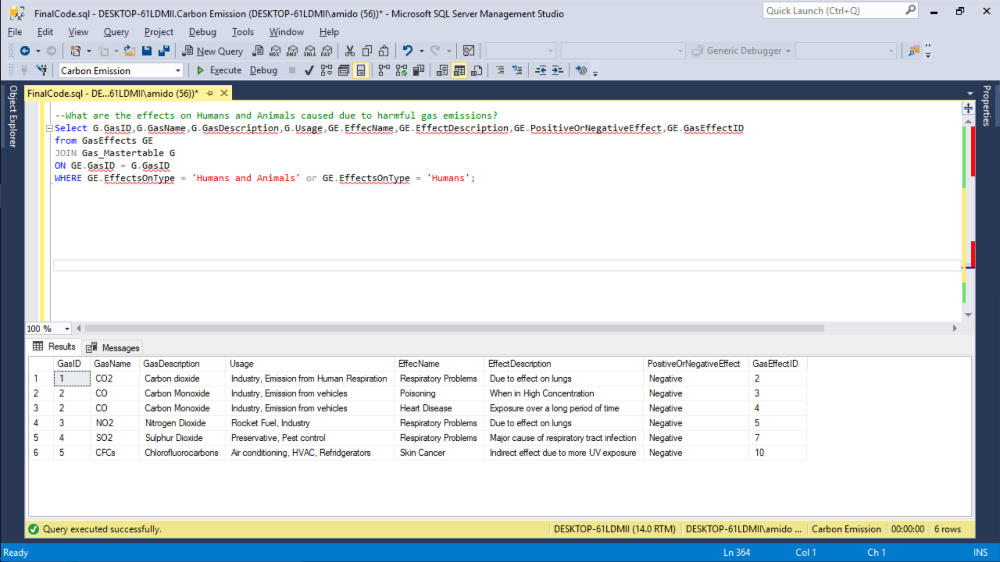 FinalCode.sql - DESKTOP-61LDMII.Carbon Emission (DESKTOP-61LDMII\amido (56))* - Microsoft SQL Server Management Studio
Quick Launch (Ctrl+Q)
File Edit View Query Project Debug Tools Window Help
New Query MDX DMX XMLA DAX Generic Debugger
Carbon Emission Execute Debug
Object Explorer
Properties
FinalCode.sql - DE...61LDMII\amido (56))*
--What are the effects on Humans and Animals caused due to harmful gas emissions?
Select G.GasID,G.GasName,G.GasDescription,G.Usage,GE.EffecName,GE.EffectDescription,GE.PositiveOrNegativeEffect,GE.GasEffectID
from GasEffects GE
JOIN Gas_Mastertable G
ON GE.GasID = G.GasID
WHERE GE.EffectsOnType = 'Humans and Animals' or GE.EffectsOnType = 'Humans';
100 %
Results Messages
GasID GasName GasDescription Usage EffecName EffectDescription PositiveOrNegativeEffect GasEffectID
1 1 CO2 Carbon dioxide Industry, Emission from Human Respiration Respiratory Problems Due to effect on lungs Negative 2
2 2 CO Carbon Monoxide Industry, Emission from vehicles Poisoning When in High Concentration Negative 3
3 2 CO Carbon Monoxide Industry, Emission from vehicles Heart Disease Exposure over a long period of time Negative 4
4 3 NO2 Nitrogen Dioxide Rocket Fuel, Industry Respiratory Problems Due to effect on lungs Negative 5
5 4 SO2 Sulphur Dioxide Preservative, Pest control Respiratory Problems Major cause of respiratory tract infection Negative 7
6 5 CFCs Chlorofluorocarbons Air conditioning, HVAC, Refridgerators Skin Cancer Indirect effect due to more UV exposure Negative 10
Query executed successfully. DESKTOP-61LDMII (14.0 RTM) DESKTOP-61LDMII\amido ... Carbon Emission 00:00:00 6 rows
Ready Ln 364 Col 1 Ch 1 INS